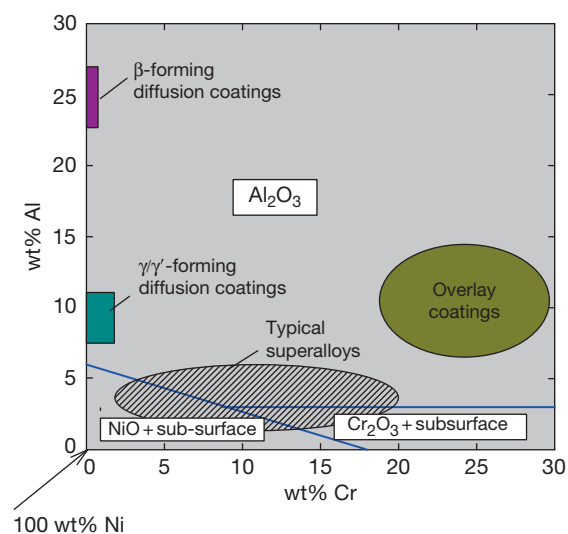 30
β-forming
diffusion coatings
25
20
Al₂O₃
15
wt% Al
γ/γ′-forming
diffusion coatings
10
Overlay
coatings
Typical
superalloys
5
NiO + sub-surface
Cr₂O₃ + subsurface
0
0 5 10 15 20 25 30
wt% Cr
100 wt% Ni